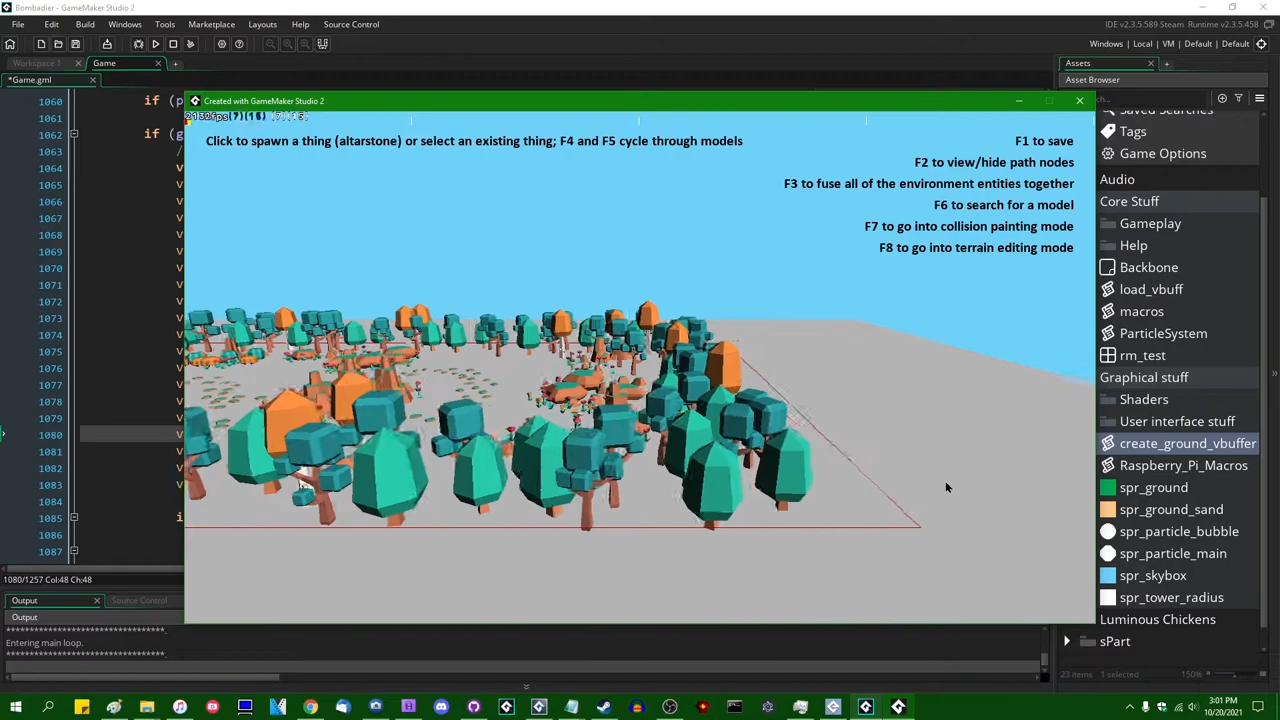 Bombadier - GameMaker Studio 2
File Edit Build Windows Tools Marketplace Layouts Help Source Control
IDE v2.3.5.589 Steam Runtime v2.3.5.458
Windows | Local | VM | Default | Default
Workspace 1
Game
*Game.gml
1060 if (p
1061
1062 if (g
1063 /
1064 v
1065 v
1066 v
1067 v
1068 v
1069 v
1070 v
1071 v
1072 v
1073 v
1074 v
1075 v
1076 v
1077 v
1078 v
1079 v
1080 v
1081 v
1082 v
1083 v
1084
1085 i
1086
1087
1080/1257 Col:48 Ch:48
Output
Source Control
Output
Entering main loop.
Created with GameMaker Studio 2
Click to spawn a thing (altarstone) or select an existing thing; F4 and F5 cycle through models
F1 to save
F2 to view/hide path nodes
F3 to fuse all of the environment entities together
F6 to search for a model
F7 to go into collision painting mode
F8 to go into terrain editing mode
Assets
Asset Browser
ch...
Saved Searches
Tags
Game Options
Audio
Core Stuff
Gameplay
Help
Backbone
load_vbuff
macros
ParticleSystem
rm_test
Graphical stuff
Shaders
User interface stuff
create_ground_vbuffer
Raspberry_Pi_Macros
spr_ground
spr_ground_sand
spr_particle_bubble
spr_particle_main
spr_skybox
spr_tower_radius
Luminous Chickens
sPart
23 items 1 selected
150%
3:01 PM
10/20/2021